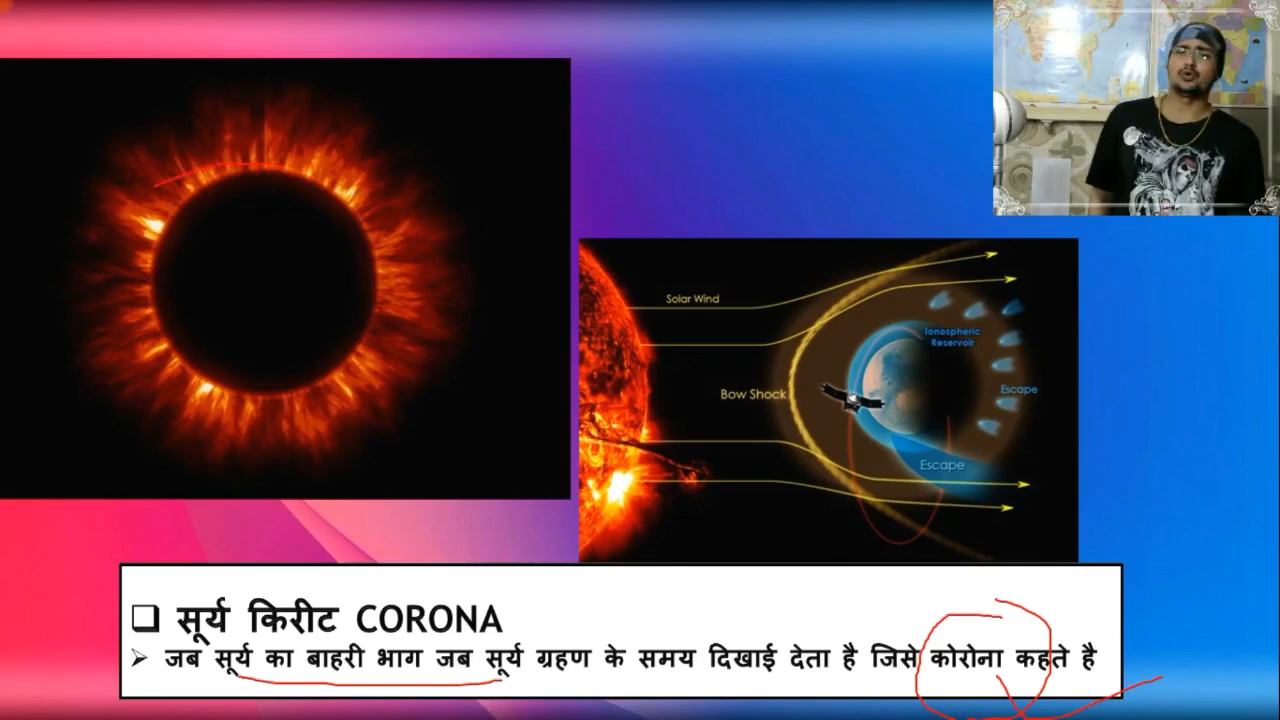 Solar Wind
Ionospheric
Reservoir
Bow Shock
Escape
Escape
❑ सूर्य किरीट CORONA
➢ जब सूर्य का बाहरी भाग जब सूर्य ग्रहण के समय दिखाई देता है जिसे कोरोना कहते है